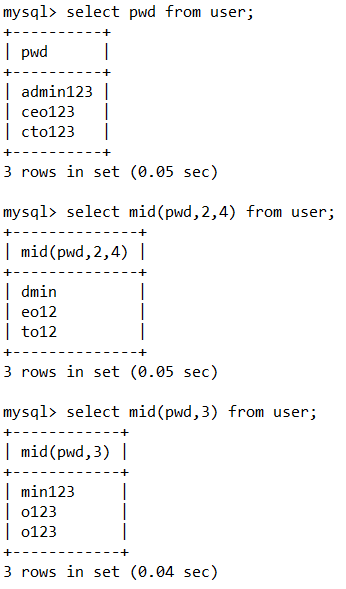 mysql> select pwd from user;
+----------+
| pwd      |
+----------+
| admin123 |
| ceo123   |
| cto123   |
+----------+
3 rows in set (0.05 sec)

mysql> select mid(pwd,2,4) from user;
+--------------+
| mid(pwd,2,4) |
+--------------+
| dmin         |
| eo12         |
| to12         |
+--------------+
3 rows in set (0.05 sec)

mysql> select mid(pwd,3) from user;
+------------+
| mid(pwd,3) |
+------------+
| min123     |
| o123       |
| o123       |
+------------+
3 rows in set (0.04 sec)